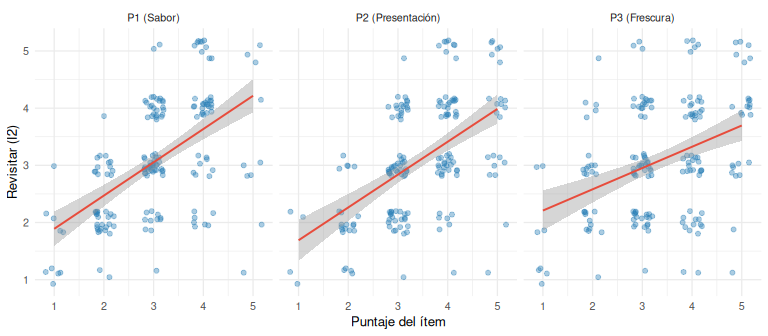 P1 (Sabor)
P2 (Presentación)
P3 (Frescura)
Revisitar (I2)
5
4
3
2
1
1 2 3 4 5
1 2 3 4 5
1 2 3 4 5
Puntaje del ítem